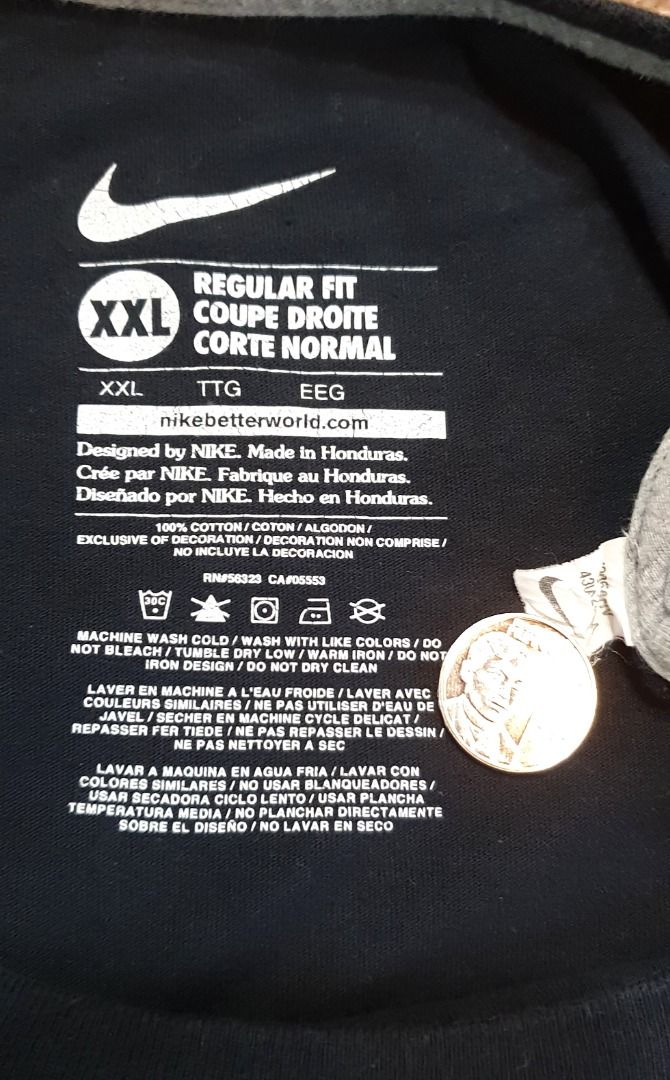 XXL
REGULAR FIT
COUPE DROITE
CORTE NORMAL
XXL TTG EEG
nikebetterworld.com
Designed by NIKE. Made in Honduras.
Crée par NIKE. Fabrique au Honduras.
Diseñado por NIKE. Hecho en Honduras.
100% COTTON / COTON / ALGODON /
EXCLUSIVE OF DECORATION / DECORATION NON COMPRISE /
NO INCLUYE LA DECORACION
RN#56323 CA#05553
30C
MACHINE WASH COLD / WASH WITH LIKE COLORS / DO
NOT BLEACH / TUMBLE DRY LOW / WARM IRON / DO NOT
IRON DESIGN / DO NOT DRY CLEAN
LAVER EN MACHINE A L'EAU FROIDE / LAVER AVEC
COULEURS SIMILAIRES / NE PAS UTILISER D'EAU DE
JAVEL / SECHER EN MACHINE CYCLE DELICAT /
REPASSER FER TIEDE / NE PAS REPASSER LE DESSIN /
NE PAS NETTOYER A SEC
LAVAR A MAQUINA EN AGUA FRIA / LAVAR CON
COLORES SIMILARES / NO USAR BLANQUEADORES /
USAR SECADORA CICLO LENTO / USAR PLANCHA
TEMPERATURA MEDIA / NO PLANCHAR DIRECTAMENTE
SOBRE EL DISEÑO / NO LAVAR EN SECO